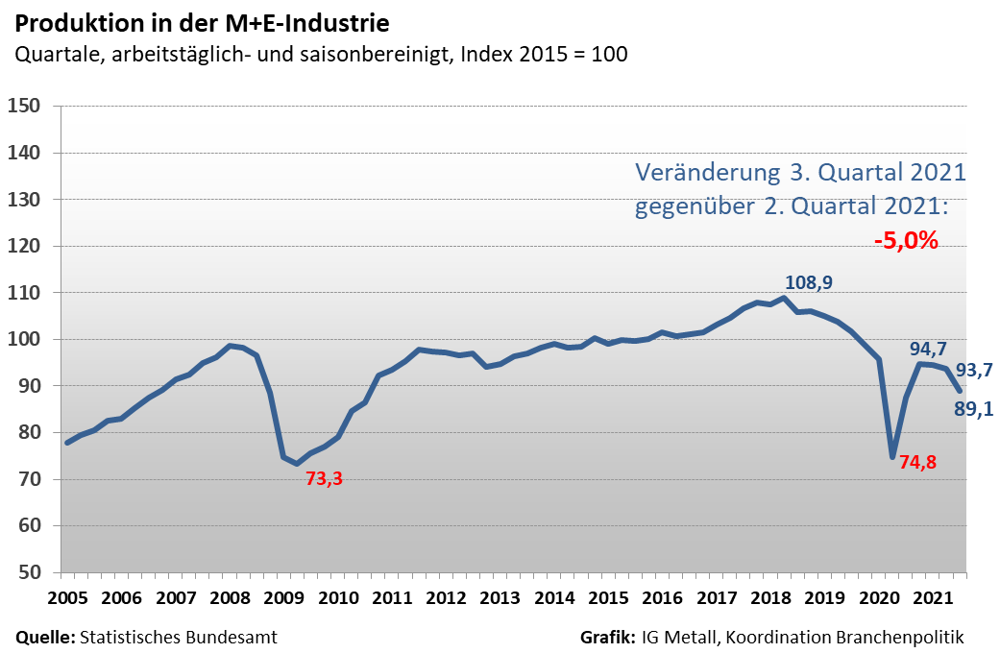 Produktion in der M+E-Industrie
Quartale, arbeitstäglich- und saisonbereinigt, Index 2015 = 100
150
140
130
120
110
100
90
80
70
60
50
Veränderung 3. Quartal 2021
gegenüber 2. Quartal 2021:
-5,0%
108,9
94,7
93,7
89,1
74,8
73,3
2005 2006 2007 2008 2009 2010 2011 2012 2013 2014 2015 2016 2017 2018 2019 2020 2021
Quelle: Statistisches Bundesamt
Grafik: IG Metall, Koordination Branchenpolitik